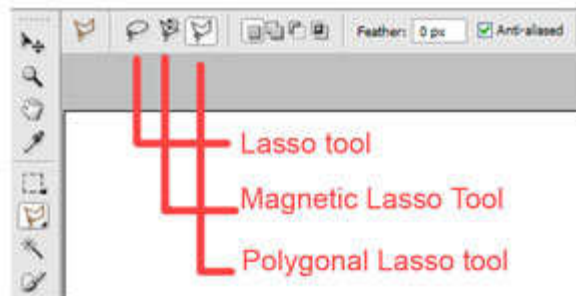 Feather: 0 px Anti-aliased
Lasso tool
Magnetic Lasso Tool
Polygonal Lasso tool